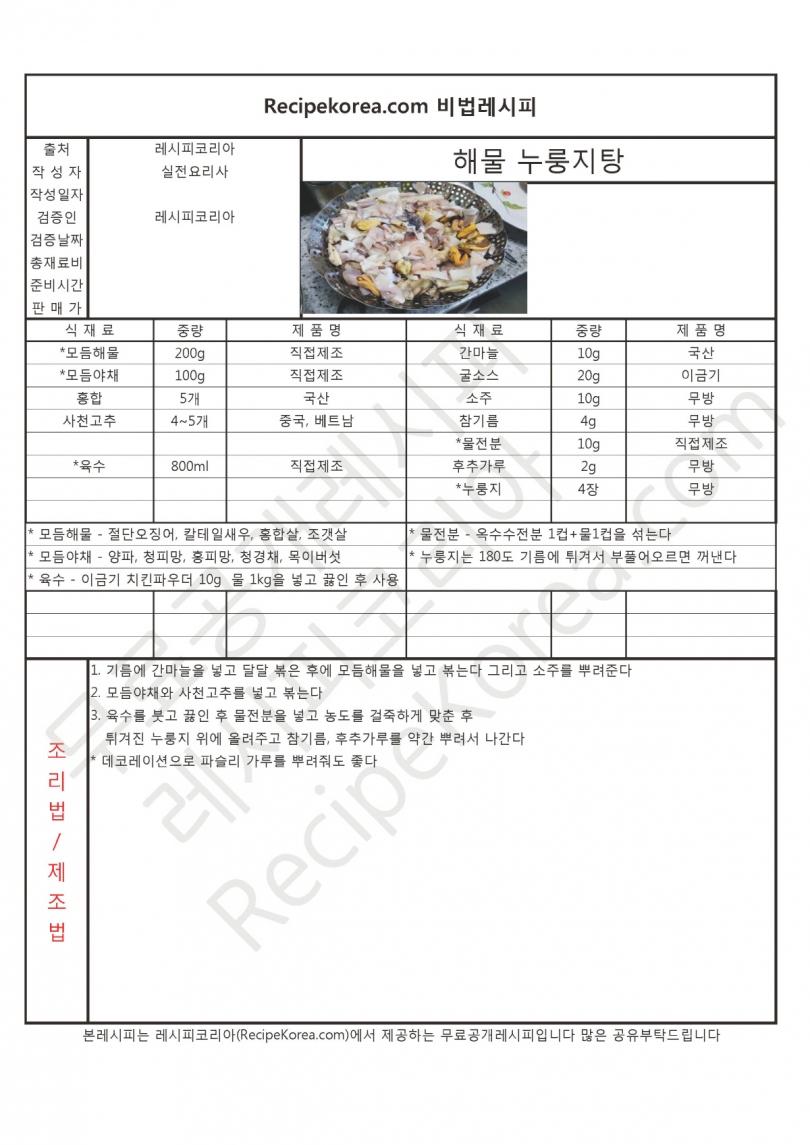 Recipekorea.com 비법레시피
출처 레시피코리아 해물 누룽지탕
작 성 자 실전요리사
작성일자
검증인 레시피코리아
검증날짜
총재료비
준비시간
판 매 가
식 재 료 중량 제 품 명 식 재 료 중량 제 품 명
*모듬해물 200g 직접제조 간마늘 10g 국산
*모듬야채 100g 직접제조 굴소스 20g 이금기
홍합 5개 국산 소주 10g 무방
사천고추 4~5개 중국, 베트남 참기름 4g 무방
*물전분 10g 직접제조
*육수 800ml 직접제조 후추가루 2g 무방
*누룽지 4장 무방
* 모듬해물 - 절단오징어, 칼테일새우, 홍합살, 조갯살 * 물전분 - 옥수수전분 1컵+물1컵을 섞는다
* 모듬야채 - 양파, 청피망, 홍피망, 청경채, 목이버섯 * 누룽지는 180도 기름에 튀겨서 부풀어오르면 꺼낸다
* 육수 - 이금기 치킨파우더 10g 물 1kg을 넣고 끓인 후 사용
조리법/제조법
1. 기름에 간마늘을 넣고 달달 볶은 후에 모듬해물을 넣고 볶는다 그리고 소주를 뿌려준다
2. 모듬야채와 사천고추를 넣고 볶는다
3. 육수를 붓고 끓인 후 물전분을 넣고 농도를 걸죽하게 맞춘 후
튀겨진 누룽지 위에 올려주고 참기름, 후추가루를 약간 뿌려서 나간다
* 데코레이션으로 파슬리 가루를 뿌려줘도 좋다
무료공개레시피
레시피코리아
RecipeKorea.com
본레시피는 레시피코리아(RecipeKorea.com)에서 제공하는 무료공개레시피입니다 많은 공유부탁드립니다